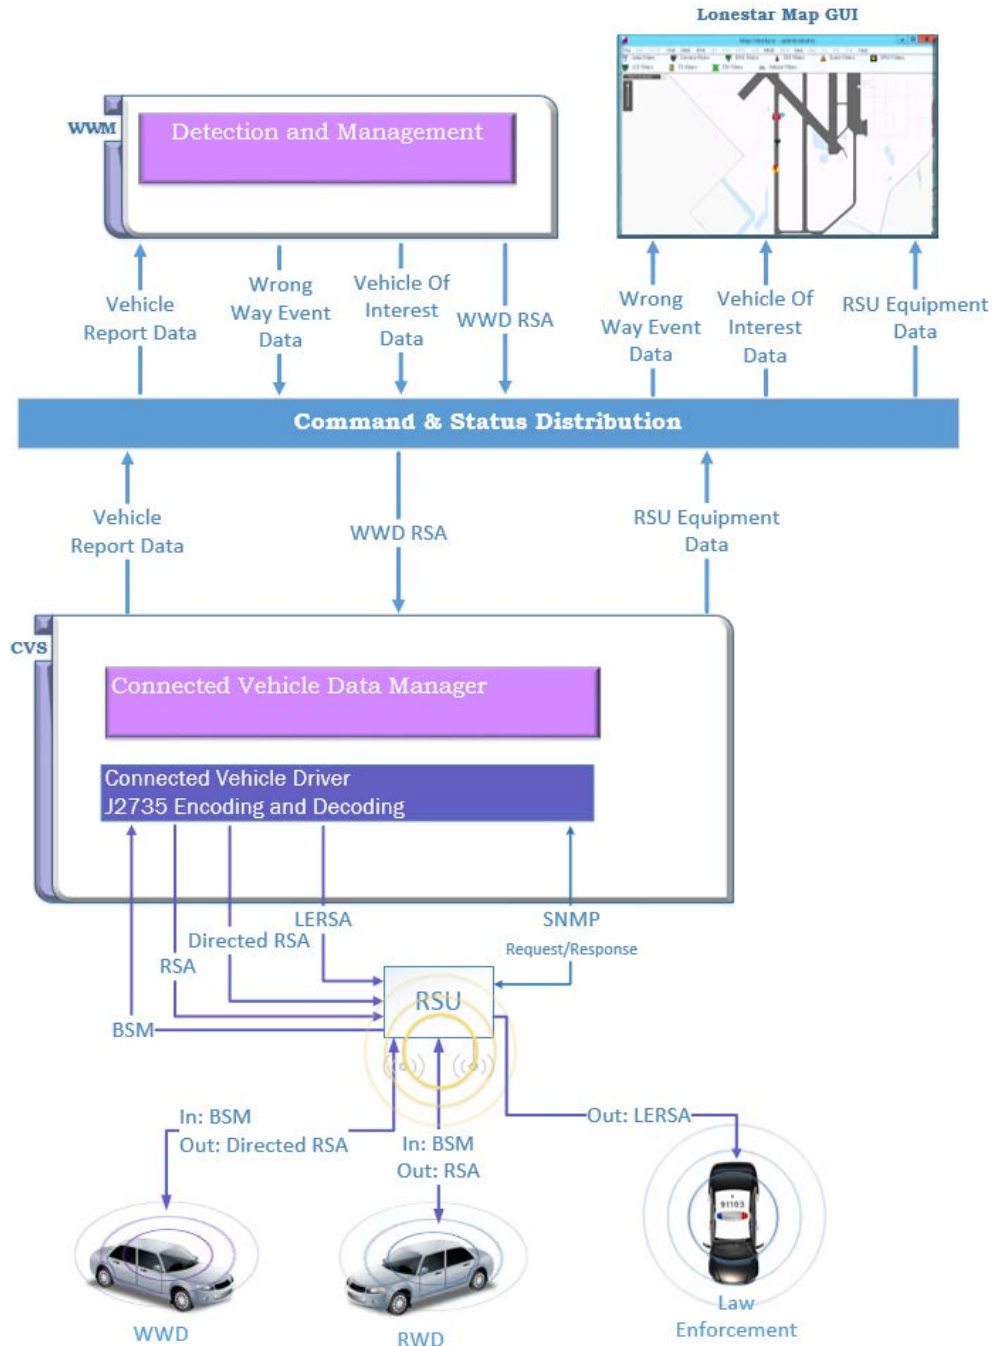 Lonestar Map GUI
WWM
Detection and Management
Vehicle
Report Data
Wrong
Way Event
Data
Vehicle Of
Interest
Data
WWD RSA
Wrong
Way Event
Data
Vehicle Of
Interest
Data
RSU Equipment
Data
Command & Status Distribution
Vehicle
Report Data
WWD RSA
RSU Equipment
Data
CVS
Connected Vehicle Data Manager
Connected Vehicle Driver
J2735 Encoding and Decoding
LERSA
Directed RSA
RSA
BSM
SNMP
Request/Response
RSU
In: BSM
Out: Directed RSA
In: BSM
Out: RSA
Out: LERSA
91103
WWD
RWD
Law
Enforcement